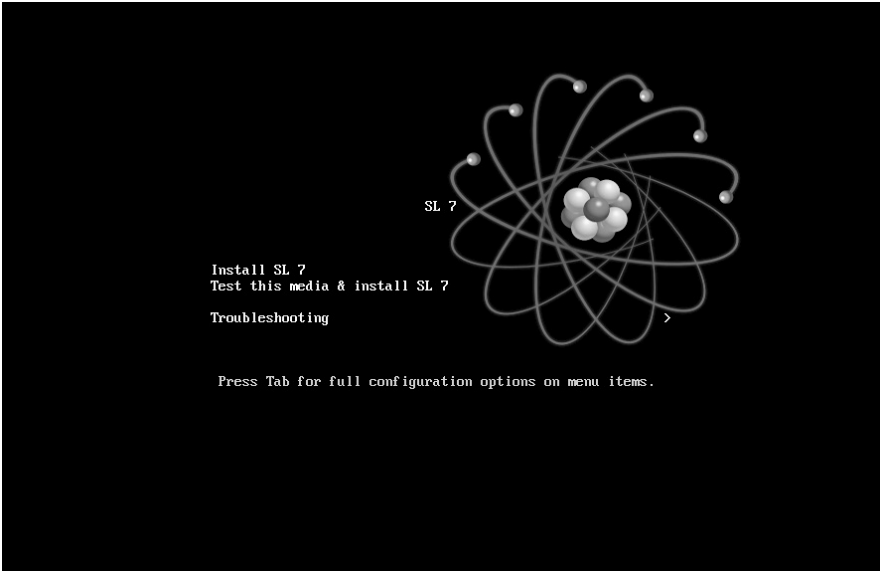 SL 7
Install SL 7
Test this media & install SL 7
Troubleshooting >
Press Tab for full configuration options on menu items.